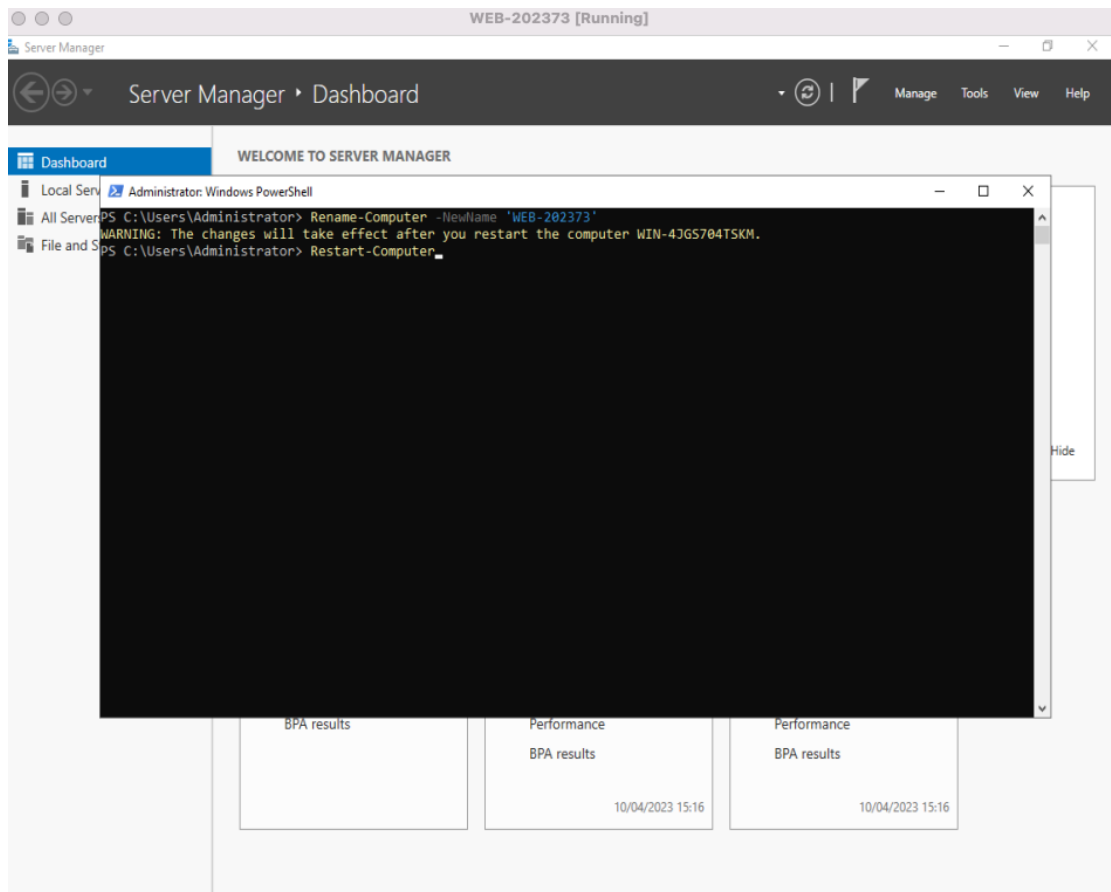 WEB-202373 [Running]
Server Manager
Server Manager • Dashboard
Manage Tools View Help
Dashboard
WELCOME TO SERVER MANAGER
Local Serv
All Server
File and S
Administrator: Windows PowerShell
PS C:\Users\Administrator> Rename-Computer -NewName 'WEB-202373'
WARNING: The changes will take effect after you restart the computer WIN-4JGS704TSKM.
PS C:\Users\Administrator> Restart-Computer
Hide
BPA results
Performance
Performance
BPA results
BPA results
10/04/2023 15:16
10/04/2023 15:16